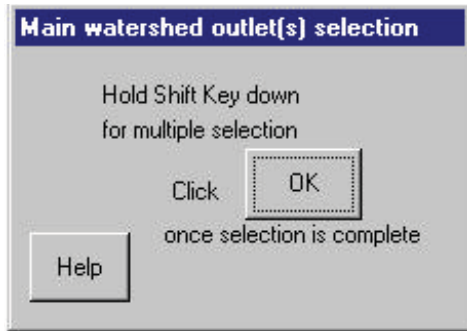 Main watershed outlet(s) selection
Hold Shift Key down
for multiple selection
Click OK
once selection is complete
Help